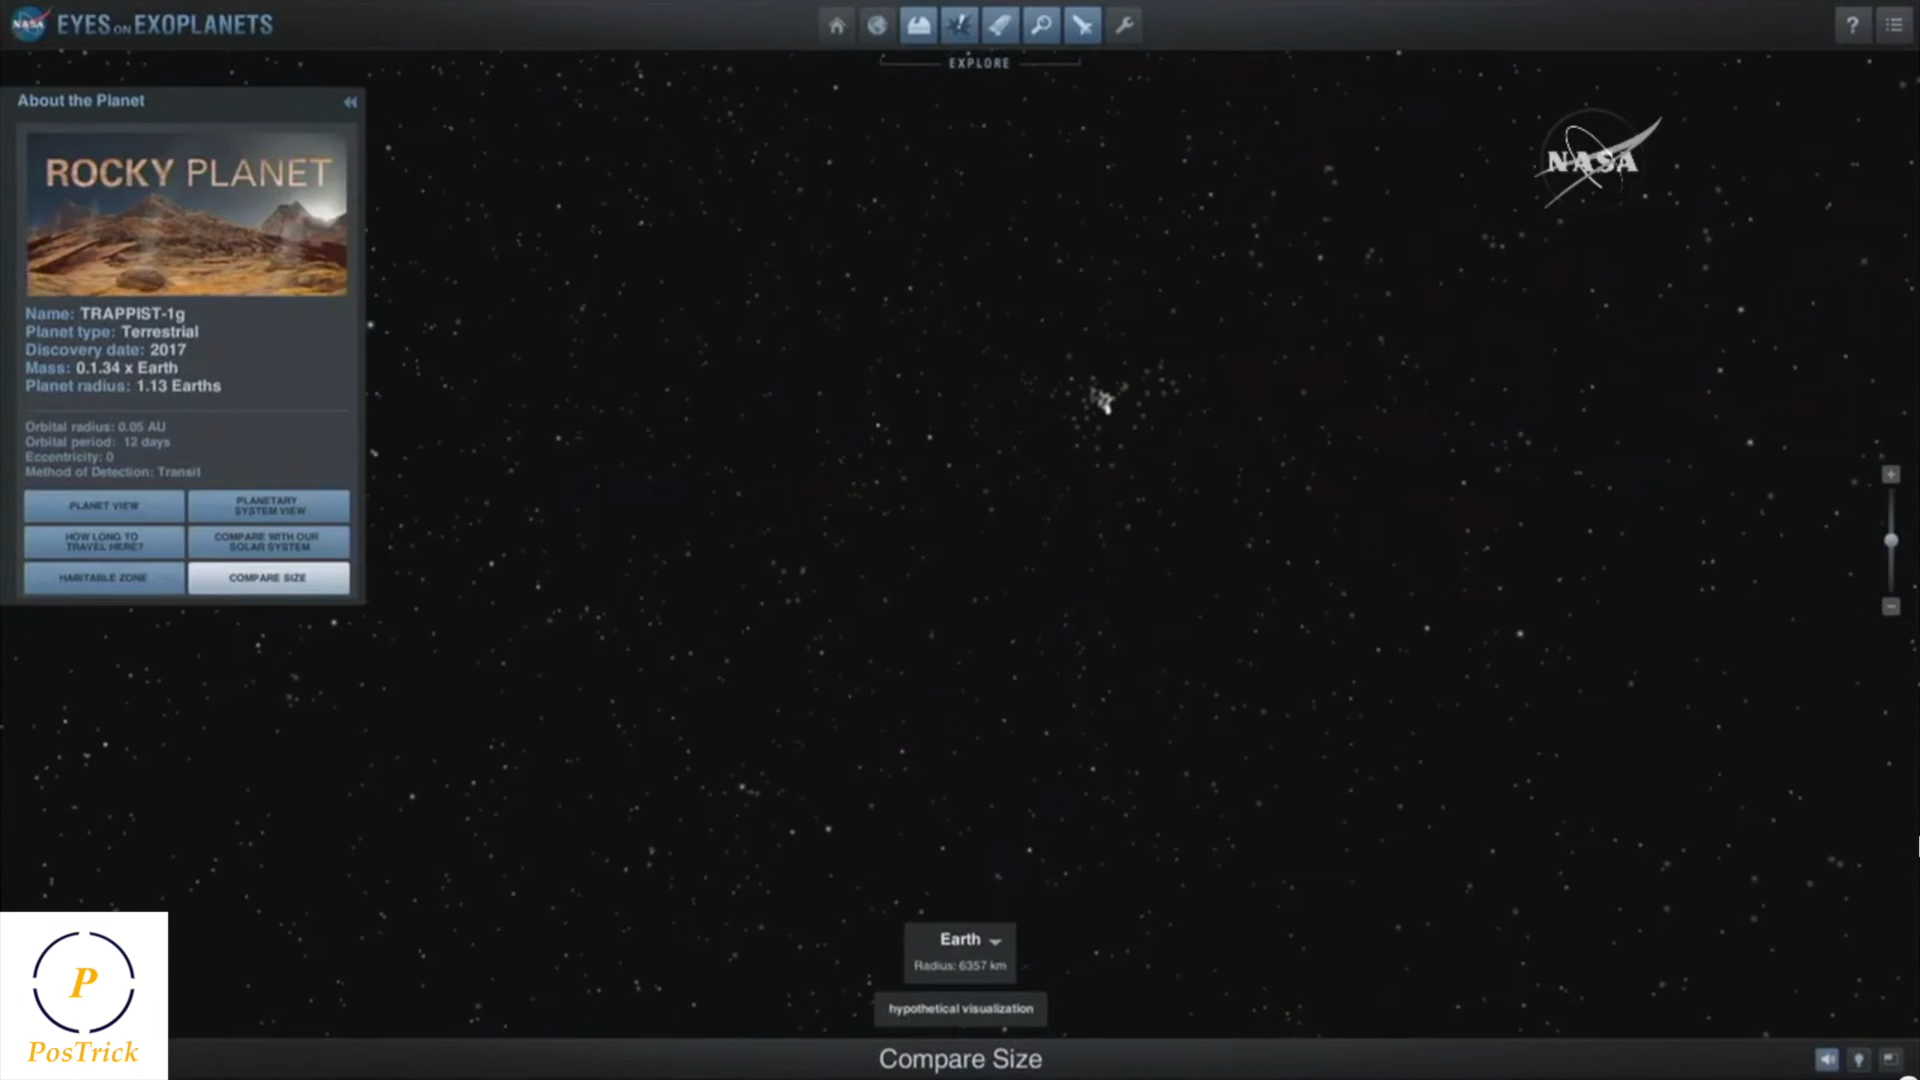 NASA EYES ON EXOPLANETS
?
EXPLORE
About the Planet
NASA
ROCKY PLANET
Name: TRAPPIST-1g
Planet type: Terrestrial
Discovery date: 2017
Mass: 0.1.34 x Earth
Planet radius: 1.13 Earths
Orbital radius: 0.05 AU
Orbital period: 12 days
Eccentricity: 0
Method of Detection: Transit
PLANET VIEW
PLANETARY
SYSTEM VIEW
HOW LONG TO
TRAVEL HERE?
COMPARE WITH OUR
SOLAR SYSTEM
HABITABLE ZONE
COMPARE SIZE
Earth
Radius: 6357 km
hypothetical visualization
P
PosTrick
Compare Size